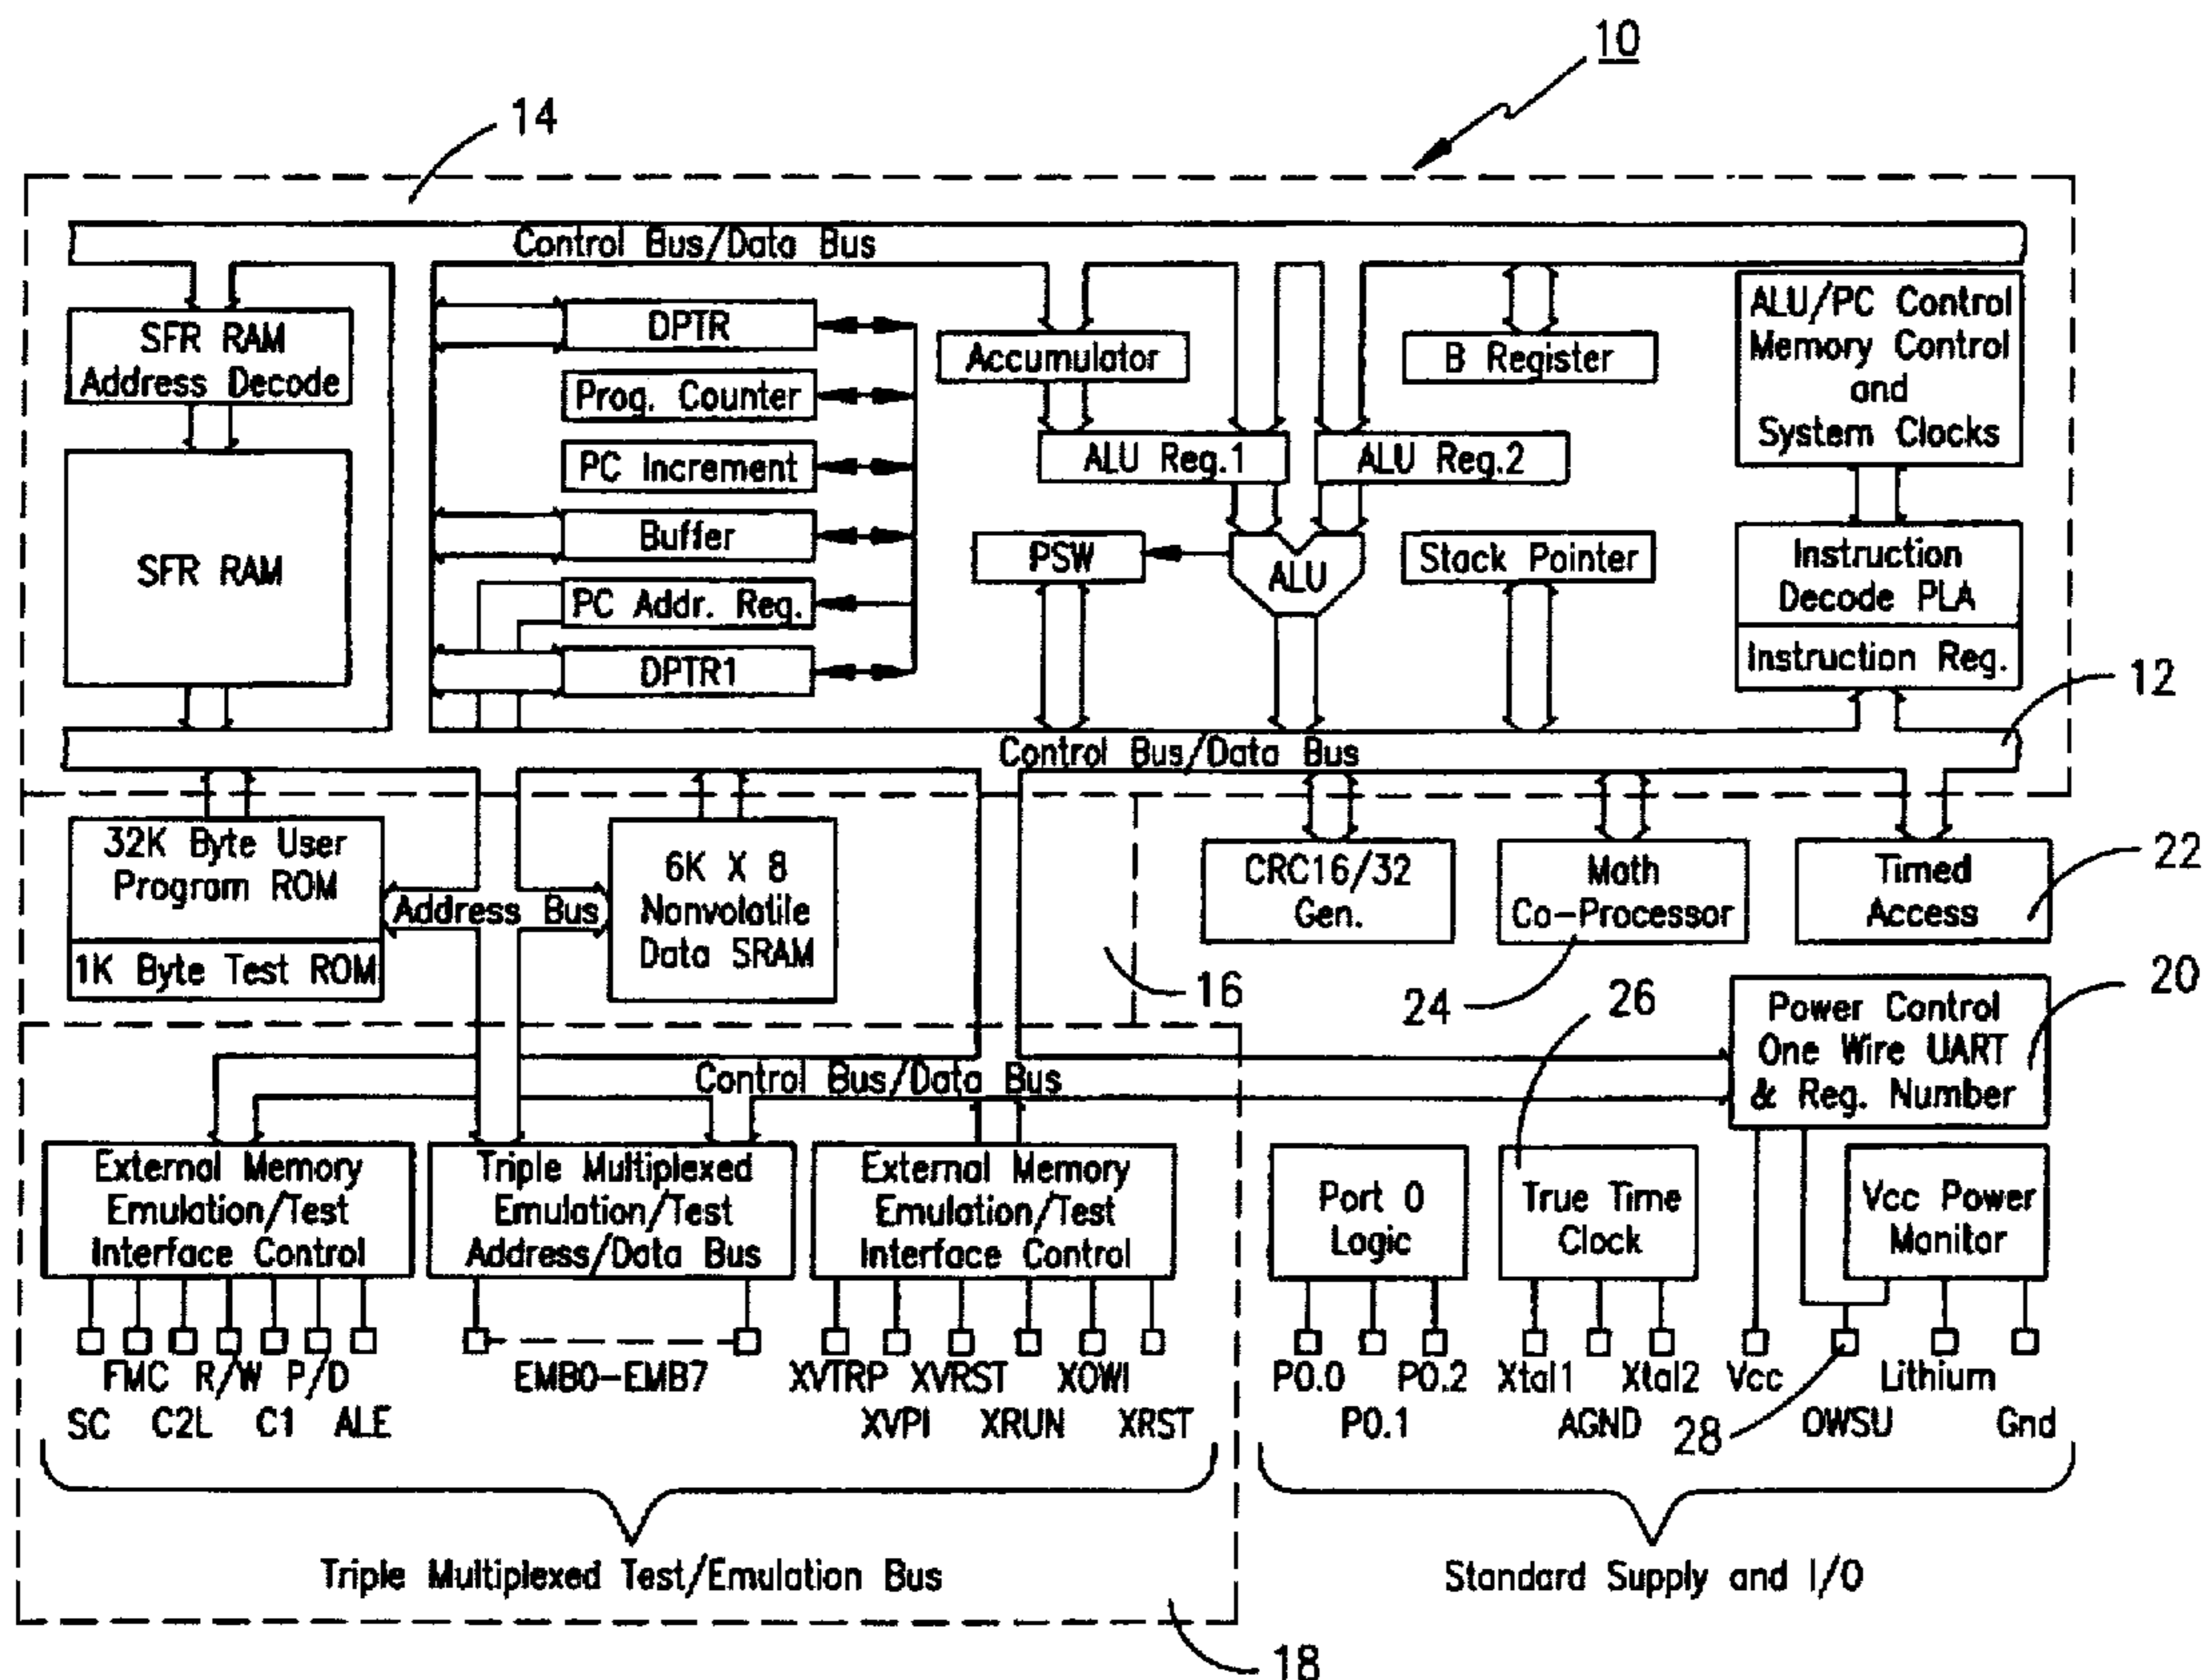 10
14
Control Bus/Data Bus
SFR RAM
Address Decode
SFR RAM
DPTR
Prog. Counter
PC Increment
Buffer
PC Addr. Reg.
DPTR1
Accumulator
B Register
ALU Reg.1
ALU Reg.2
PSW
ALU
Stack Pointer
ALU/PC Control
Memory Control
and
System Clocks
Instruction
Decode PLA
Instruction Reg.
12
Control Bus/Data Bus
32K Byte User
Program ROM
1K Byte Test ROM
Address Bus
6K X 8
Nonvolatile
Data SRAM
16
CRC16/32
Gen.
Math
Co-Processor
24
Timed
Access
22
26
Power Control
One Wire UART
& Reg. Number
20
Control Bus/Data Bus
External Memory
Emulation/Test
Interface Control
Triple Multiplexed
Emulation/Test
Address/Data Bus
External Memory
Emulation/Test
Interface Control
Port 0
Logic
True Time
Clock
Vcc Power
Monitor
FMC R/W P/D
SC C2L C1 ALE
EMB0-EMB7
XVTRP XVRST XOWI
XVPI XRUN XRST
P0.0 P0.2
P0.1
Xtal1 Xtal2
AGND
Vcc
Lithium
28
OWSU
Gnd
Triple Multiplexed Test/Emulation Bus
Standard Supply and I/O
18